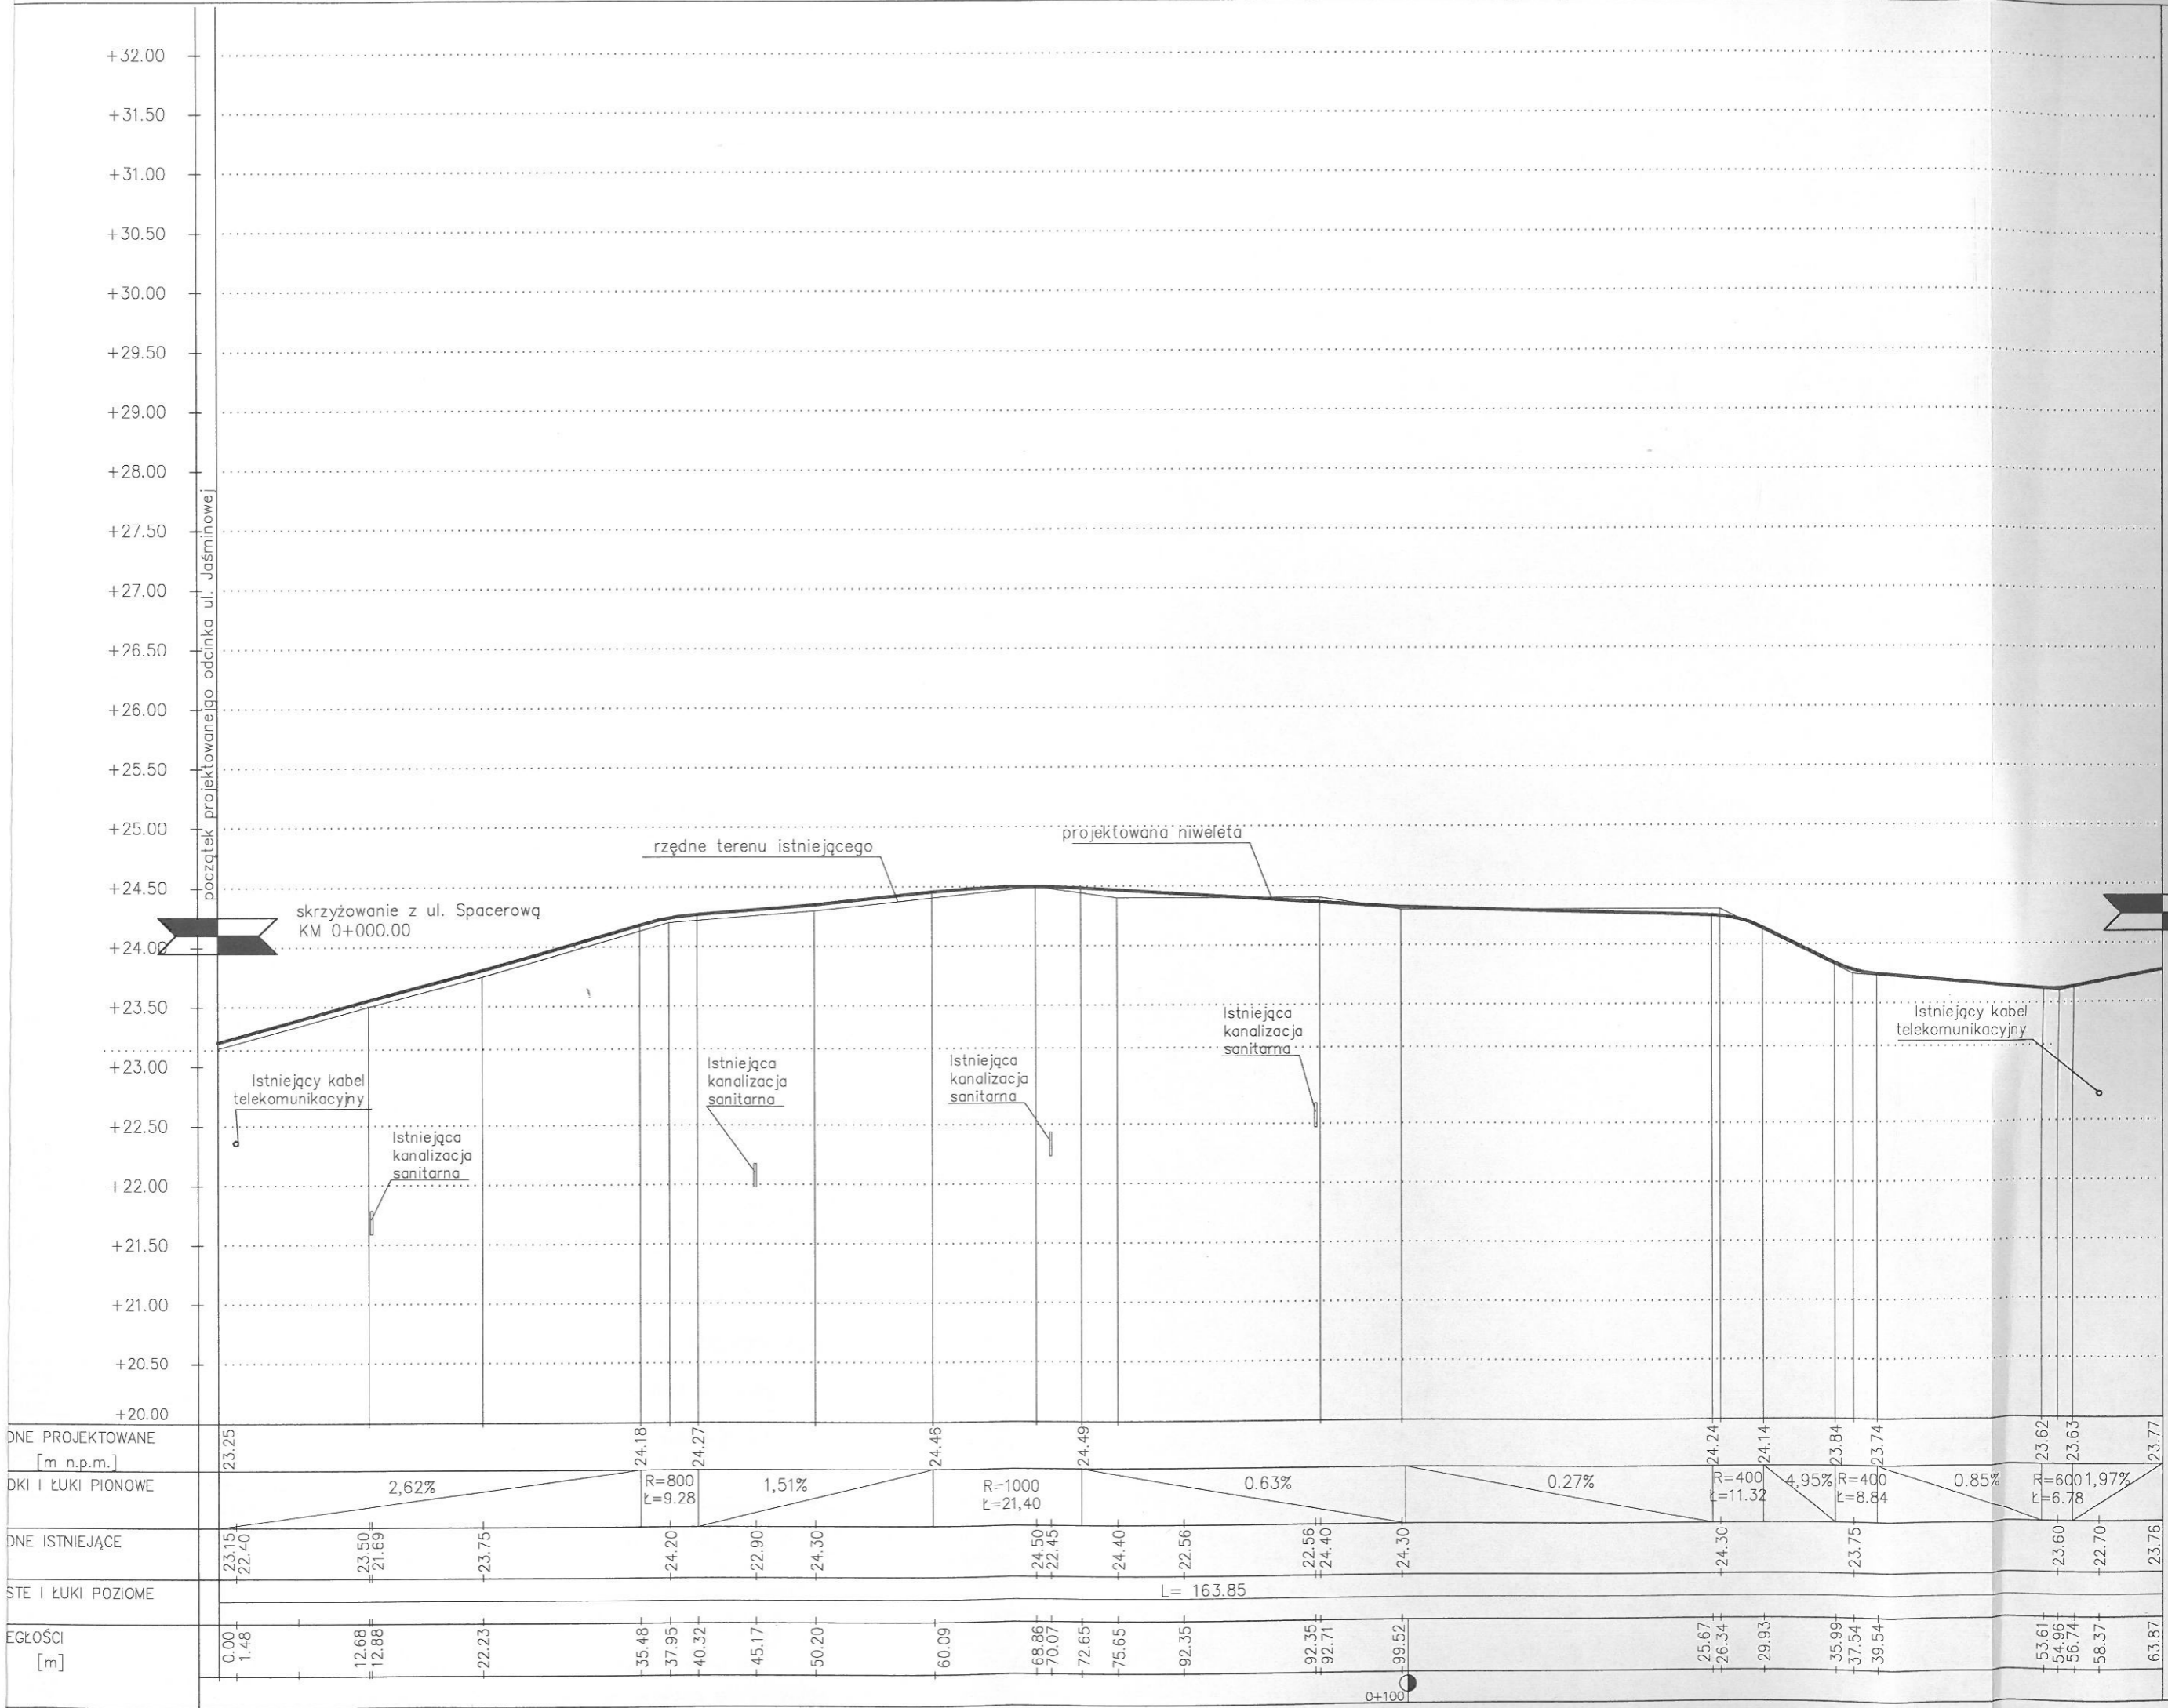 +32.00
+31.50
+31.00
+30.50
+30.00
+29.50
+29.00
+28.50
+28.00
+27.50
+27.00
+26.50
+26.00
+25.50
+25.00
+24.50
+24.00
+23.50
+23.00
+22.50
+22.00
+21.50
+21.00
+20.50
+20.00
początek projektowanejgo odcinka ul. Jaśminowej
skrzyżowanie z ul. Spacerową
KM 0+000.00
rzędne terenu istniejącego
projektowana niweleta
Istniejący kabel
telekomunikacyjny
Istniejąca
kanalizacja
sanitarna
Istniejąca
kanalizacja
sanitarna
Istniejąca
kanalizacja
sanitarna
Istniejąca
kanalizacja
sanitarna
Istniejący kabel
telekomunikacyjny
DNE PROJEKTOWANE
[m n.p.m.]
23.25
24.18
24.27
24.46
24.49
24.24
24.14
23.84
23.74
23.62
23.63
23.77
DKI I ŁUKI PIONOWE
2,62%
R=800
Ł=9.28
1,51%
R=1000
Ł=21,40
0.63%
0.27%
R=400
Ł=11.32
4,95%
R=400
Ł=8.84
0.85%
R=600
Ł=6.78
1,97%
DNE ISTNIEJĄCE
23.15
22.40
23.50
21.69
23.75
24.20
22.90
24.30
24.50
22.45
24.40
22.56
22.56
24.40
24.30
24.30
23.75
23.60
22.70
23.76
STE I ŁUKI POZIOME
L= 163.85
EGŁOŚCI
[m]
0.00
1.48
12.68
12.88
22.23
35.48
37.95
40.32
45.17
50.20
60.09
68.86
70.07
72.65
75.65
92.35
92.35
92.71
99.52
25.67
26.34
29.93
35.99
37.54
39.54
53.61
54.96
56.74
58.37
63.87
0+100